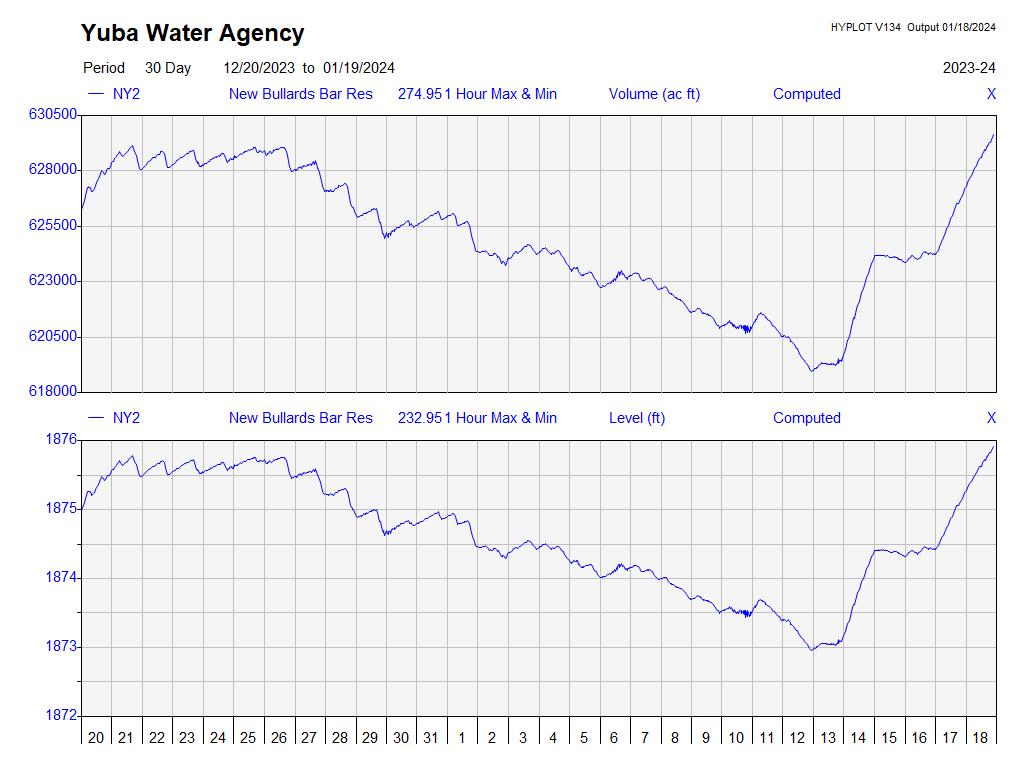 Yuba Water Agency
HYPLOT V134 Output 01/18/2024
Period 30 Day 12/20/2023 to 01/19/2024 2023-24
NY2 New Bullards Bar Res 274.95 1 Hour Max & Min Volume (ac ft) Computed X
630500
628000
625500
623000
620500
618000
NY2 New Bullards Bar Res 232.95 1 Hour Max & Min Level (ft) Computed X
1876
1875
1874
1873
1872
20 21 22 23 24 25 26 27 28 29 30 31 1 2 3 4 5 6 7 8 9 10 11 12 13 14 15 16 17 18